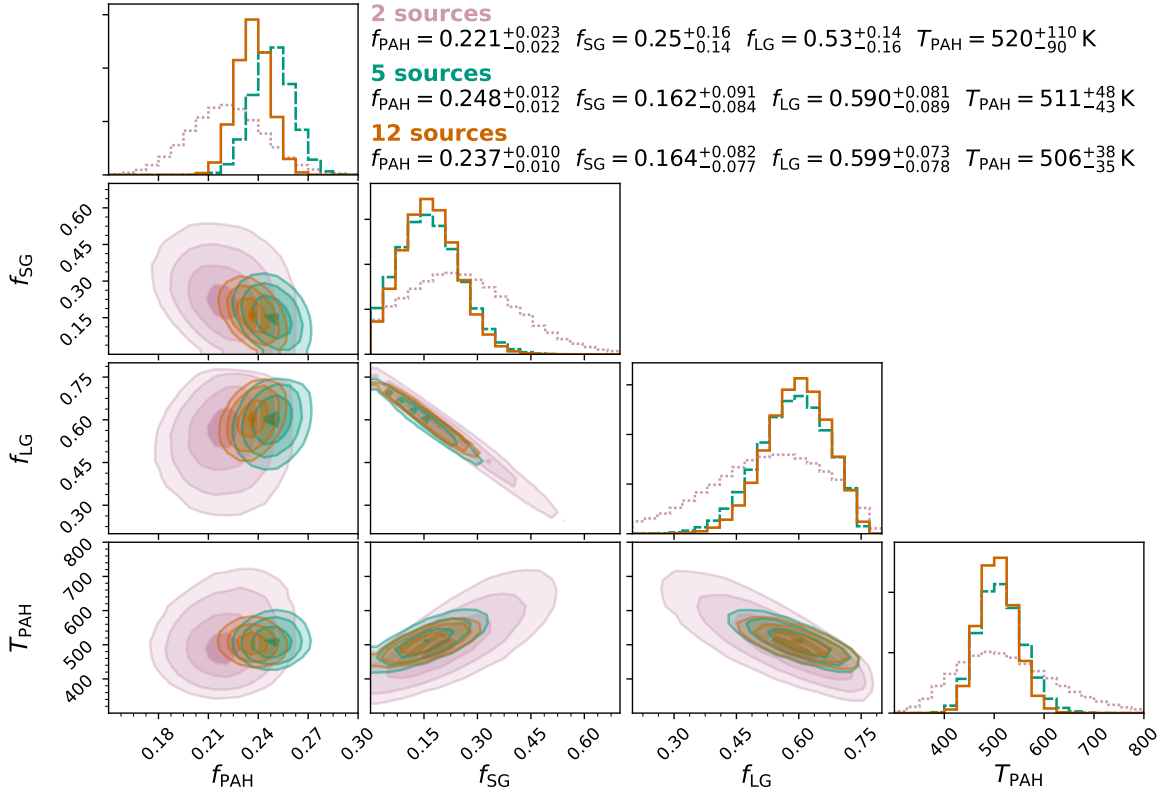 2 sources
f_PAH = 0.221^{+0.023}_{-0.022} f_SG = 0.25^{+0.16}_{-0.14} f_LG = 0.53^{+0.14}_{-0.16} T_PAH = 520^{+110}_{-90} K
5 sources
f_PAH = 0.248^{+0.012}_{-0.012} f_SG = 0.162^{+0.091}_{-0.084} f_LG = 0.590^{+0.081}_{-0.089} T_PAH = 511^{+48}_{-43} K
12 sources
f_PAH = 0.237^{+0.010}_{-0.010} f_SG = 0.164^{+0.082}_{-0.077} f_LG = 0.599^{+0.073}_{-0.078} T_PAH = 506^{+38}_{-35} K
f_SG
0.60
0.45
0.30
0.15
f_LG
0.75
0.60
0.45
0.30
T_PAH
800
700
600
500
400
0.18 0.21 0.24 0.27 0.30
0.15 0.30 0.45 0.60
0.30 0.45 0.60 0.75
400 500 600 700 800
f_PAH f_SG f_LG T_PAH